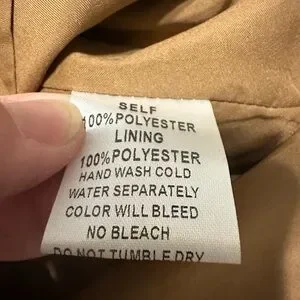 SELF
100%POLYESTER
LINING
100%POLYESTER
HAND WASH COLD
WATER SEPARATELY
COLOR WILL BLEED
NO BLEACH
DO NOT TUMBLE DRY